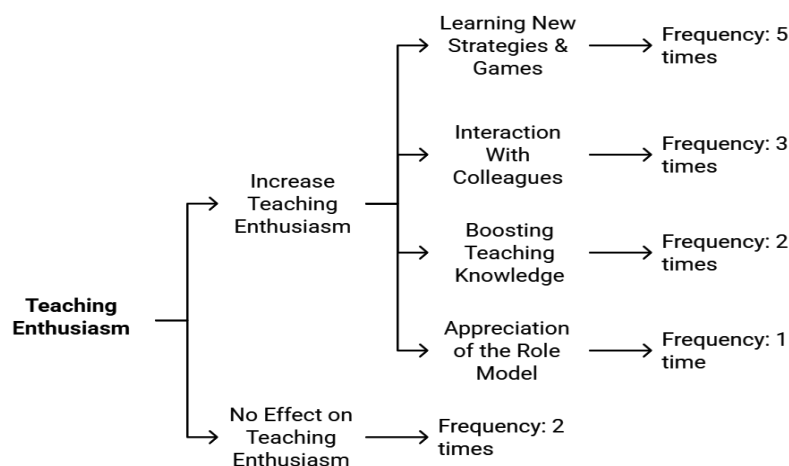 Learning New
Strategies &
Games
Frequency: 5
times
Interaction
With
Colleagues
Frequency: 3
times
Increase
Teaching
Enthusiasm
Boosting
Teaching
Knowledge
Frequency: 2
times
Teaching
Enthusiasm
Appreciation
of the Role
Model
Frequency: 1
time
No Effect on
Teaching
Enthusiasm
Frequency: 2
times